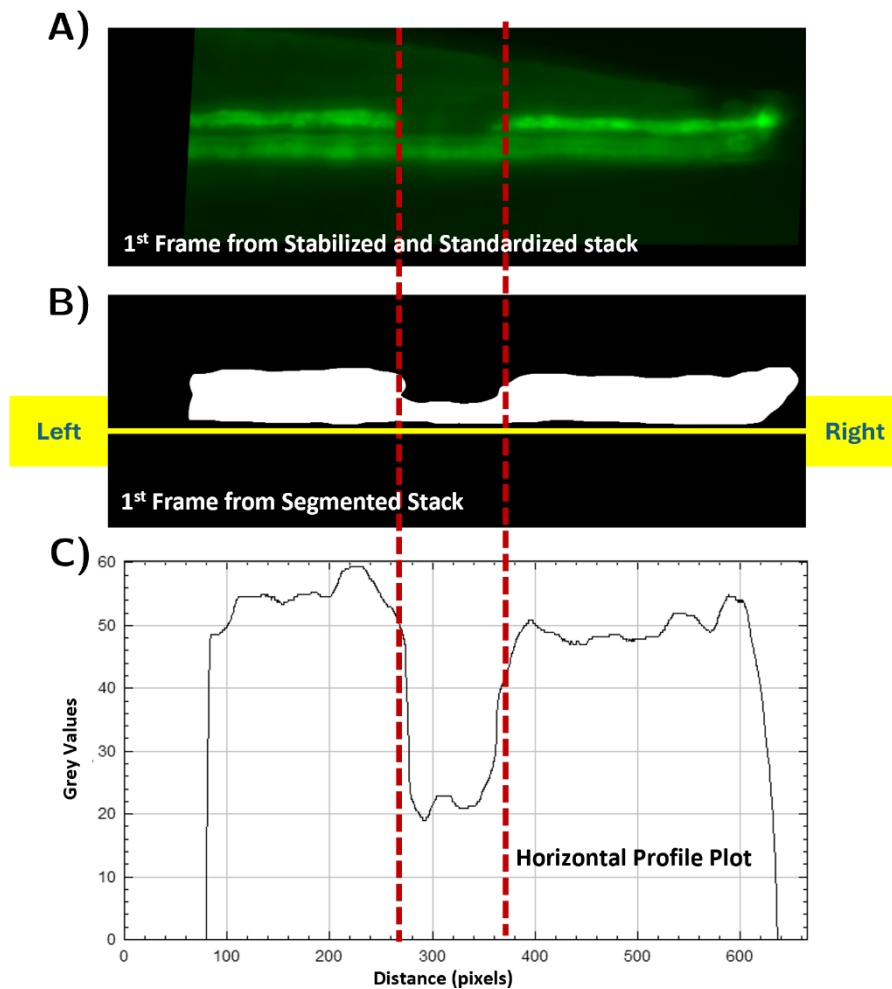 A)
1st Frame from Stabilized and Standardized stack
B)
Left
Right
1st Frame from Segmented Stack
C)
60
50
40
30
20
10
0
Grey Values
Horizontal Profile Plot
0
100
200
300
400
500
600
Distance (pixels)